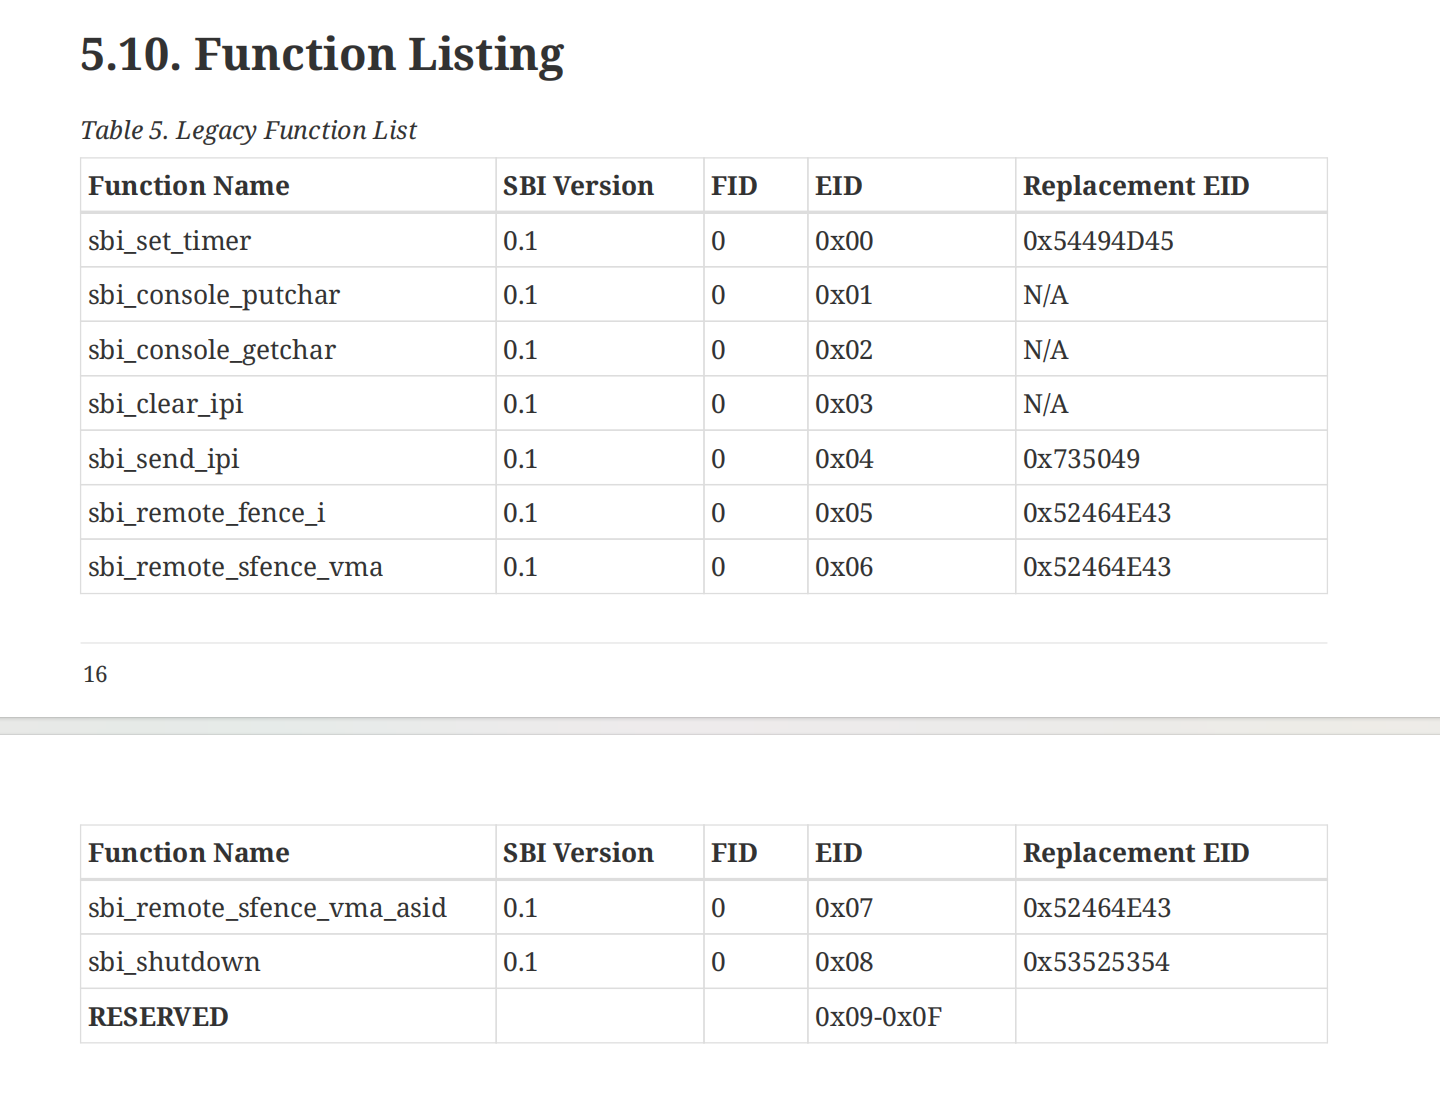 5.10. Function Listing
Table 5. Legacy Function List
Function Name SBI Version FID EID Replacement EID
sbi_set_timer 0.1 0 0x00 0x54494D45
sbi_console_putchar 0.1 0 0x01 N/A
sbi_console_getchar 0.1 0 0x02 N/A
sbi_clear_ipi 0.1 0 0x03 N/A
sbi_send_ipi 0.1 0 0x04 0x735049
sbi_remote_fence_i 0.1 0 0x05 0x52464E43
sbi_remote_sfence_vma 0.1 0 0x06 0x52464E43
16
Function Name SBI Version FID EID Replacement EID
sbi_remote_sfence_vma_asid 0.1 0 0x07 0x52464E43
sbi_shutdown 0.1 0 0x08 0x53525354
RESERVED 0x09-0x0F